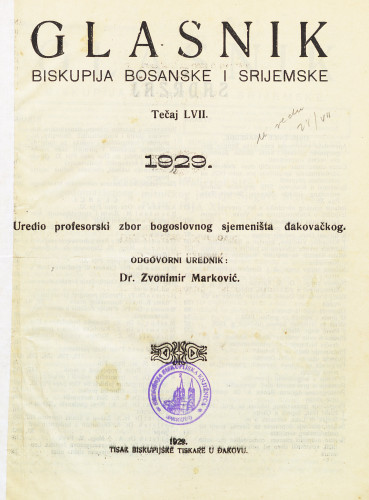 GLASNIK
BISKUPIJA BOSANSKE I SRIJEMSKE
Tečaj LVII.
1929.
Uredio profesorski zbor bogoslovnog sjemeništa đakovačkog.
ODGOVORNI UREDNIK:
Dr. Zvonimir Marković.
1929.
TISAK BISKUPIJSKE TISKARE U ĐAKOVU.